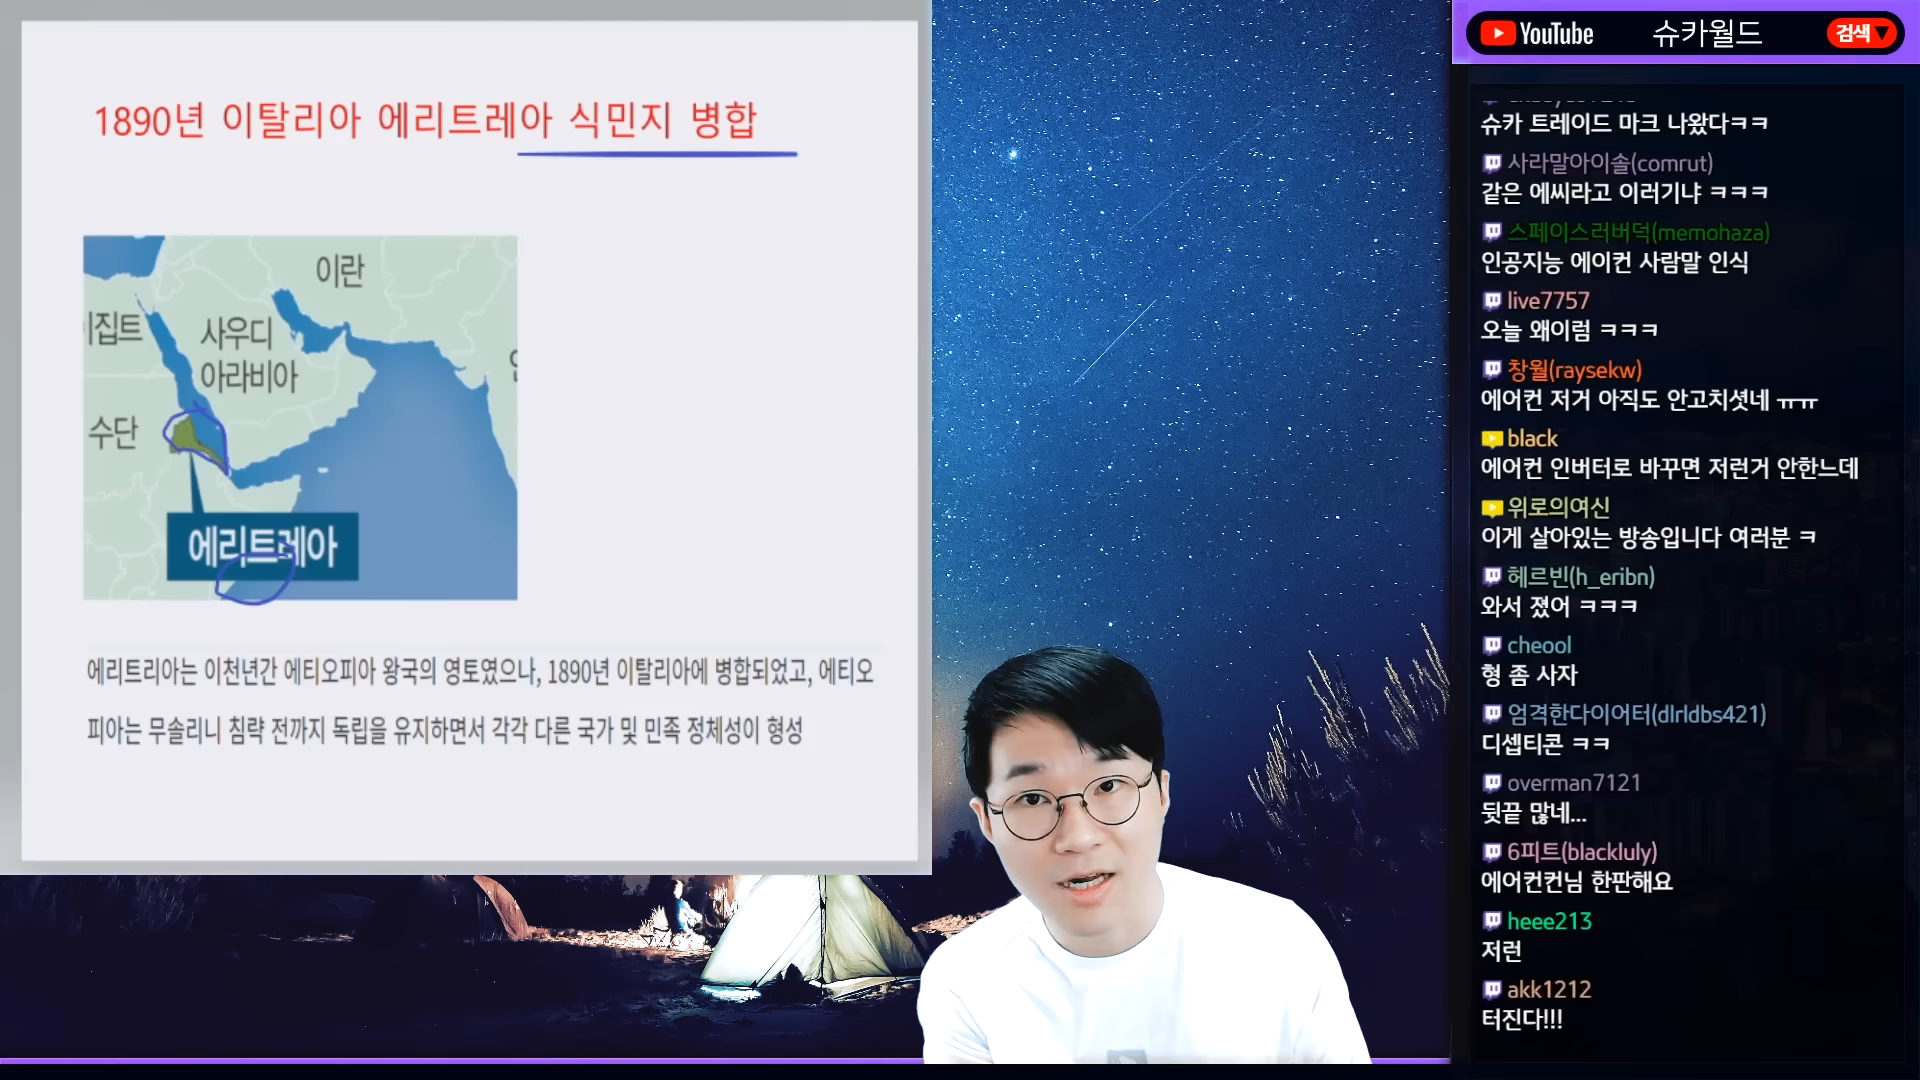 1890년 이탈리아 에리트레아 식민지 병합
이란
이집트
사우디
아라비아
수단
에리트레아
에리트리아는 이천년간 에티오피아 왕국의 영토였으나, 1890년 이탈리아에 병합되었고, 에티오
피아는 무솔리니 침략 전까지 독립을 유지하면서 각각 다른 국가 및 민족 정체성이 형성
YouTube 슈카월드 검색▼
슈카 트레이드 마크 나왔다ㅋㅋ
사라말아이솔(comrut)
같은 에씨라고 이러기냐 ㅋㅋㅋ
스페이스러버덕(memohaza)
인공지능 에이컨 사람말 인식
live7757
오늘 왜이럼 ㅋㅋㅋ
창월(raysekw)
에어컨 저거 아직도 안고치셧네 ㅠㅠ
black
에어컨 인버터로 바꾸면 저런거 안한느데
위로의여신
이게 살아있는 방송입니다 여러분 ㅋ
헤르빈(h_eribn)
와서 졌어 ㅋㅋㅋ
cheool
형 좀 사자
엄격한다이어터(dlrldbs421)
디셉티콘 ㅋㅋ
overman7121
뒷끝 많네...
6피트(blackluly)
에어컨컨님 한판해요
heee213
저런
akk1212
터진다!!!